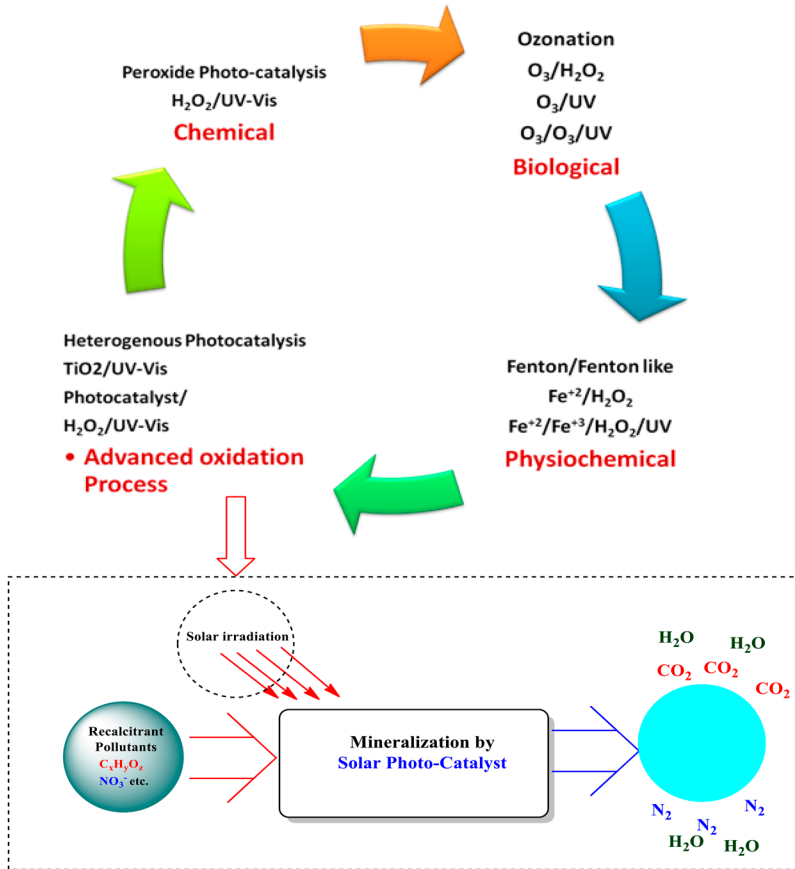 Peroxide Photo-catalysis
H₂O₂/UV-Vis
Chemical
Ozonation
O₃/H₂O₂
O₃/UV
O₃/O₃/UV
Biological
Heterogenous Photocatalysis
TiO2/UV-Vis
Photocatalyst/
H₂O₂/UV-Vis
• Advanced oxidation
Process
Fenton/Fenton like
Fe⁺²/H₂O₂
Fe⁺²/Fe⁺³/H₂O₂/UV
Physiochemical
Solar irradiation
Recalcitrant
Pollutants
CₓHᵧO_z
NO₃⁻ etc.
Mineralization by
Solar Photo-Catalyst
H₂O
H₂O
CO₂
CO₂
CO₂
N₂
N₂
N₂
H₂O
H₂O